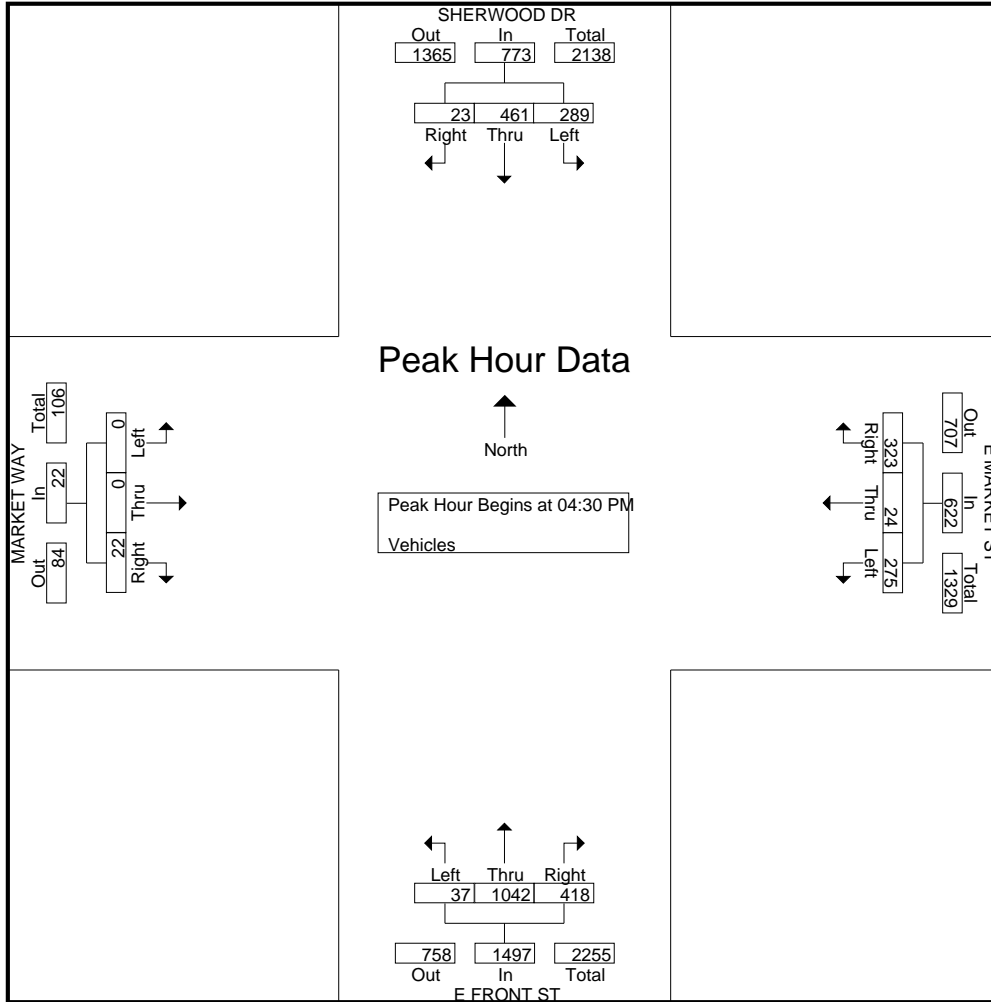 SHERWOOD DR
Out In Total
1365 773 2138
23 461 289
Right Thru Left
Peak Hour Data
North
Peak Hour Begins at 04:30 PM
Vehicles
MARKET WAY
Total In Out
106 22 84
0 0 22
Left Thru Right
E MARKET ST
Out In Total
707 622 1329
323 24 275
Right Thru Left
Left Thru Right
37 1042 418
758 1497 2255
Out In Total
E FRONT ST